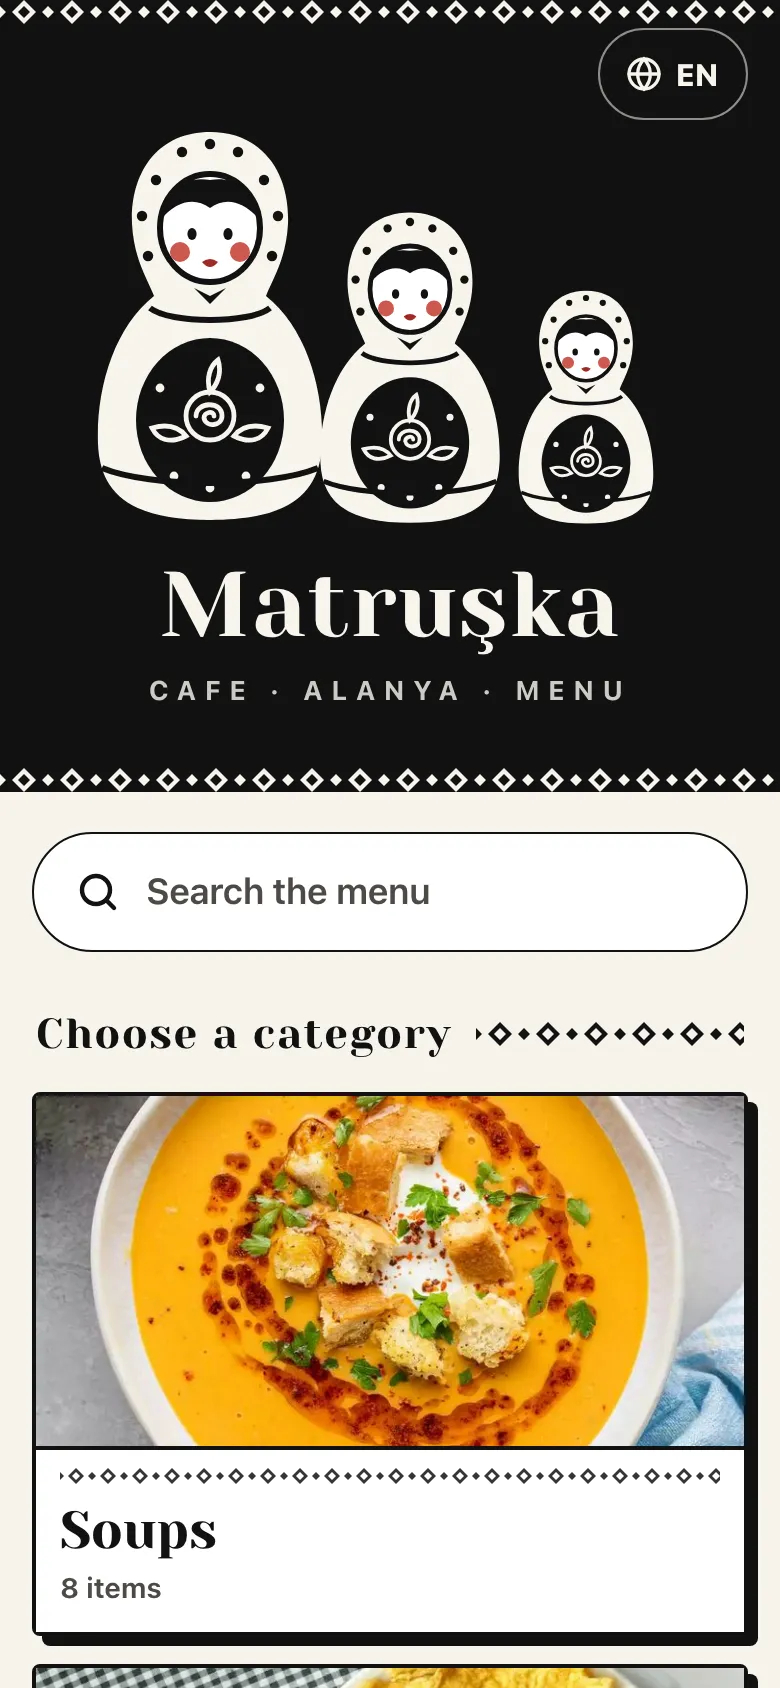 EN
Matruşka
CAFE · ALANYA · MENU
Search the menu
Choose a category
Soups
8 items